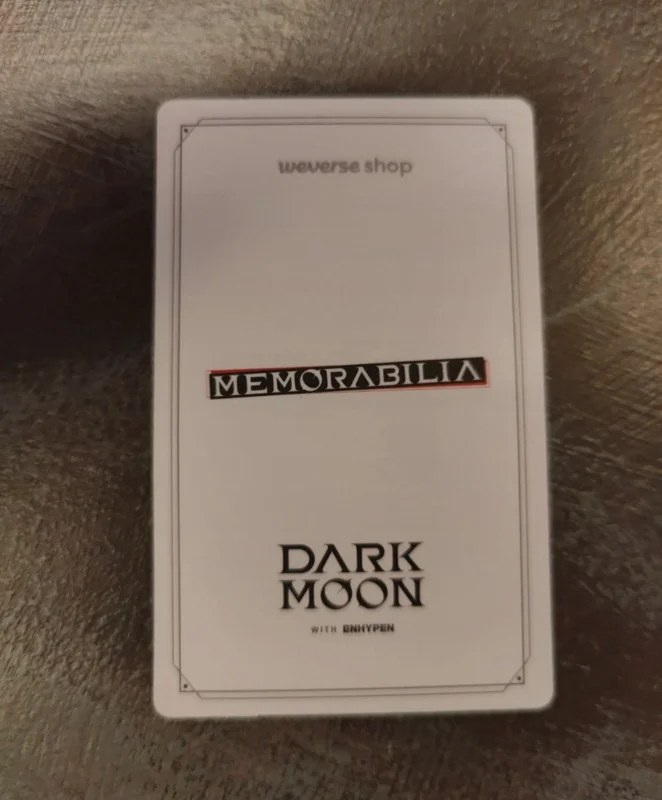 weverse shop
MEMORABILIA
DARK
MOON
WITH ENHYPEN